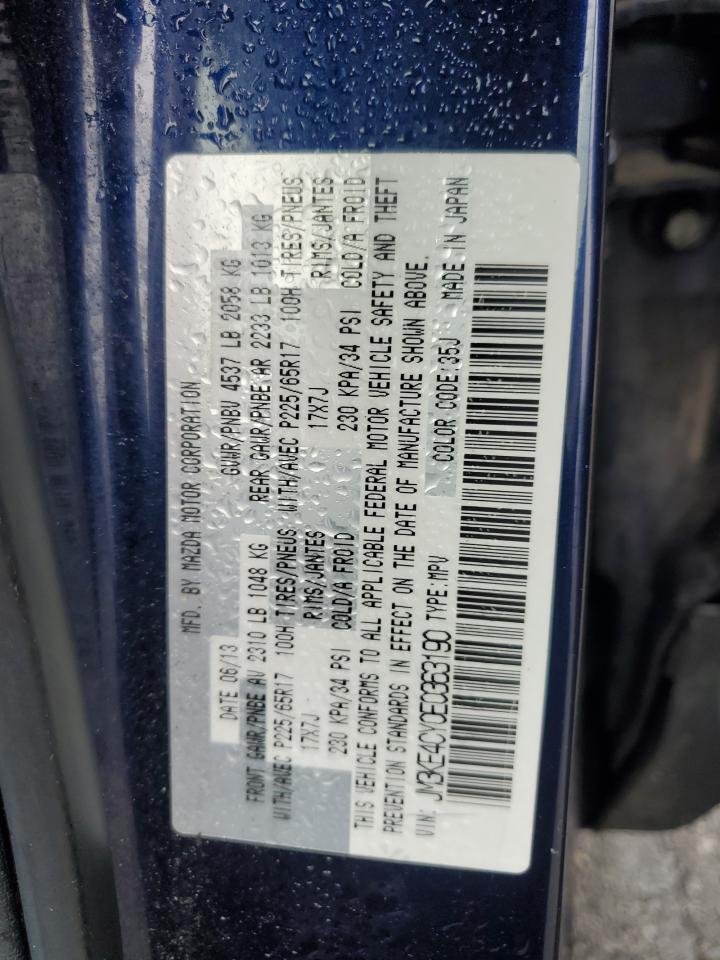 MFD. BY MAZDA MOTOR CORPORATION
DATE 06/13 GVWR/PNBV 4537 LB 2058 KG
FRONT GAWR/PNBE AV 2310 LB 1048 KG REAR GAWR/PNBE AR 2233 LB 1013 KG
WITH/AVEC P225/65R17 100H TIRES/PNEUS WITH/AVEC P225/65R17 100H TIRES/PNEUS
17X7J RIMS/JANTES 17X7J RIMS/JANTES
230 KPA/34 PSI COLD/A FROID 230 KPA/34 PSI COLD/A FROID
THIS VEHICLE CONFORMS TO ALL APPLICABLE FEDERAL MOTOR VEHICLE SAFETY AND THEFT
PREVENTION STANDARDS IN EFFECT ON THE DATE OF MANUFACTURE SHOWN ABOVE.
VIN: JM3KE4CY0E0363190 TYPE:MPV COLOR CODE:35J MADE IN JAPAN